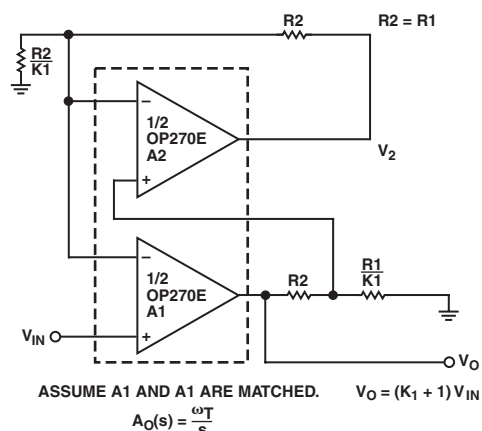 R2
R2 = R1
R2
K1
−
1/2
OP270E
A2
+
V2
−
1/2
OP270E
A1
+
R2
R1
K1
VIN
VO
ASSUME A1 AND A1 ARE MATCHED.
VO = (K1 + 1) VIN
AO(s) = ωT
s